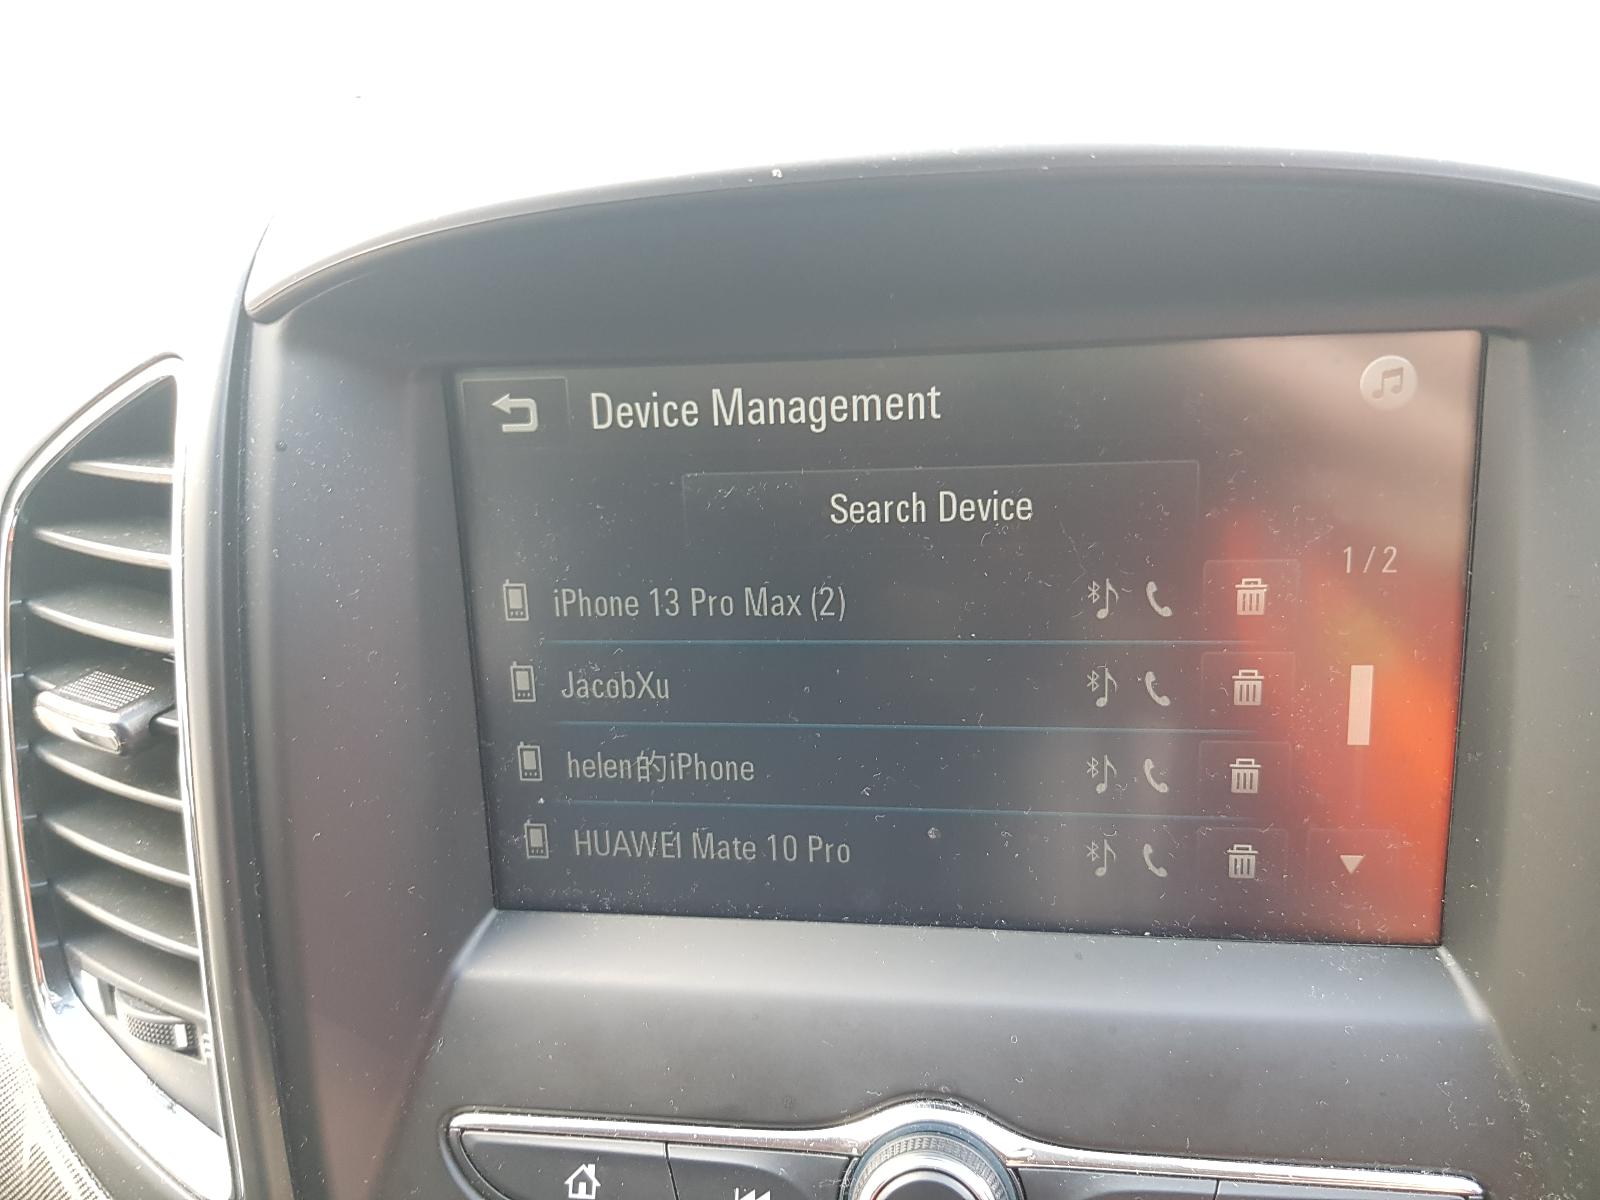 Device Management
Search Device
1/2
iPhone 13 Pro Max (2)
JacobXu
helen的iPhone
HUAWEI Mate 10 Pro